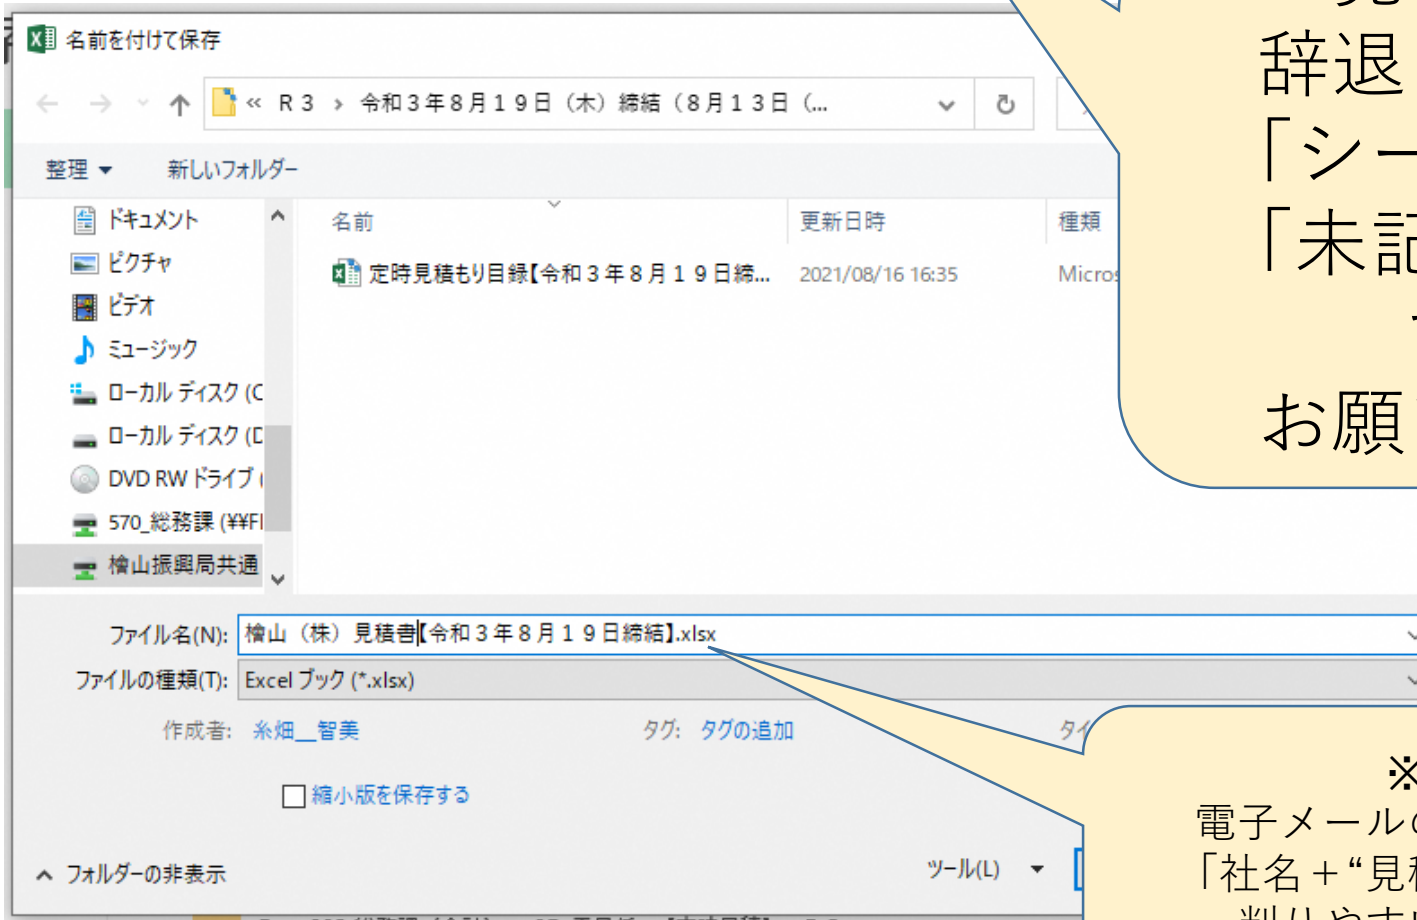 名前を付けて保存
« R３ › 令和３年８月１９日（木）締結（８月１３日（...
整理 ▼ 新しいフォルダー
名前 更新日時 種類
定時見積もり目録【令和３年８月１９日締... 2021/08/16 16:35 Micros
ドキュメント
ピクチャ
ビデオ
ミュージック
ローカル ディスク (C
ローカル ディスク (D
DVD RW ドライブ (
570_総務課 (¥¥FI
檜山振興局共通
ファイル名(N): 檜山（株）見積書【令和３年８月１９日締結】.xlsx
ファイルの種類(T): Excel ブック (*.xlsx)
作成者: 糸畑__智美 タグ: タグの追加 タイ
縮小版を保存する
フォルダーの非表示 ツール(L) ▼
辞退
「シー
「未記
お願
※
電子メールの
「社名＋“見積
判りやす